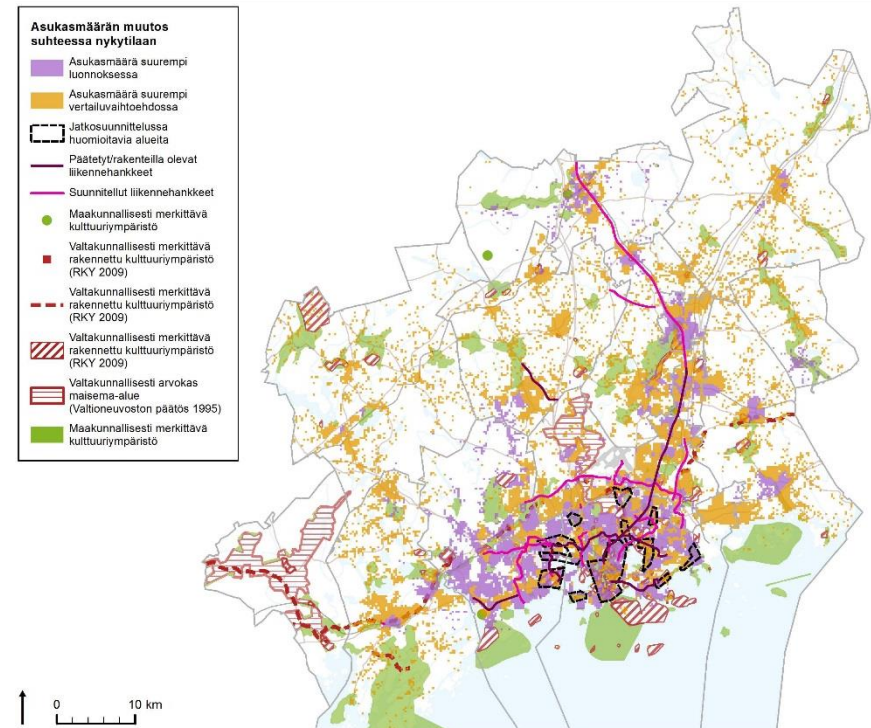 Asukasmäärän muutos
suhteessa nykytilaan
Asukasmäärä suurempi
luonnoksessa
Asukasmäärä suurempi
vertailuvaihtoehdossa
Jatkosuunnittelussa
huomioitavia alueita
Päätetyt/rakenteilla olevat
liikennehankkeet
Suunnitellut liikennehankkeet
Maakunnallisesti merkittävä
kulttuuriympäristö
Valtakunnallisesti merkittävä
rakennettu kulttuuriympäristö
(RKY 2009)
Valtakunnallisesti merkittävä
rakennettu kulttuuriympäristö
(RKY 2009)
Valtakunnallisesti merkittävä
rakennettu kulttuuriympäristö
(RKY 2009)
Valtakunnallisesti arvokas
maisema-alue
(Valtioneuvoston päätös 1995)
Maakunnallisesti merkittävä
kulttuuriympäristö
0 10 km